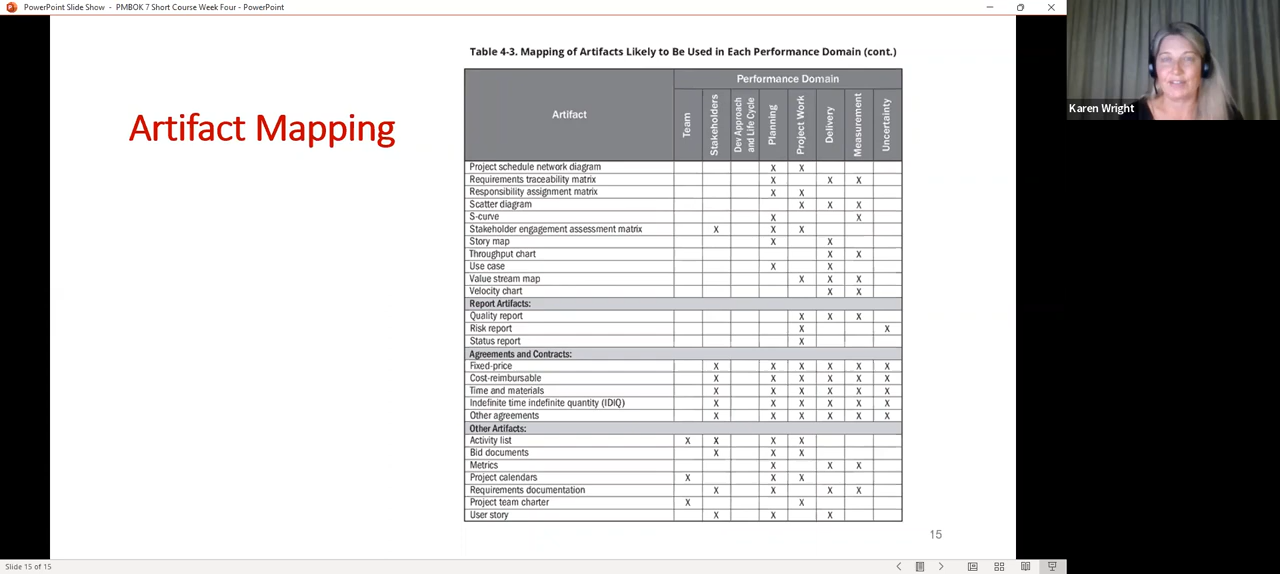 PowerPoint Slide Show - PMBOK 7 Short Course Week Four - PowerPoint
Karen Wright
Artifact Mapping
Table 4-3. Mapping of Artifacts Likely to Be Used in Each Performance Domain (cont.)
Artifact
Performance Domain
Team
Stakeholders
Dev Approach
and Life Cycle
Planning
Project Work
Delivery
Measurement
Uncertainty
Project schedule network diagram X X
Requirements traceability matrix X X X
Responsibility assignment matrix X X
Scatter diagram X X X
S-curve X X
Stakeholder engagement assessment matrix X X X
Story map X X
Throughput chart X X
Use case X X
Value stream map X X X
Velocity chart X X
Report Artifacts:
Quality report X X X
Risk report X X
Status report X
Agreements and Contracts:
Fixed-price X X X X X X
Cost-reimbursable X X X X X X
Time and materials X X X X X X
Indefinite time indefinite quantity (IDIQ) X X X X X X
Other agreements X X X X X X
Other Artifacts:
Activity list X X X X
Bid documents X X X
Metrics X X X
Project calendars X X X
Requirements documentation X X X X
Project team charter X X
User story X X X
15
Slide 15 of 15